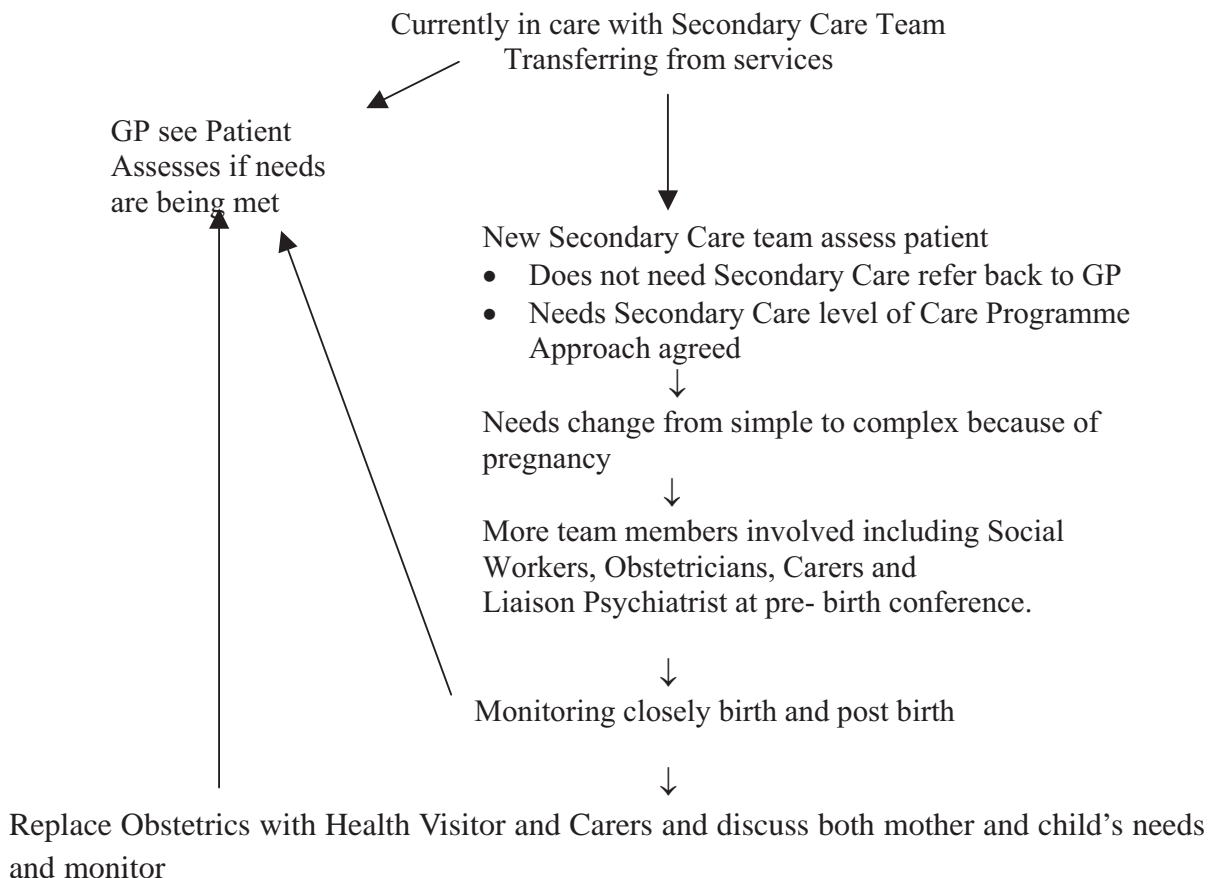 Currently in care with Secondary Care Team
Transferring from services
GP see Patient
Assesses if needs
are being met
New Secondary Care team assess patient
• Does not need Secondary Care refer back to GP
• Needs Secondary Care level of Care Programme
Approach agreed
↓
Needs change from simple to complex because of
pregnancy
↓
More team members involved including Social
Workers, Obstetricians, Carers and
Liaison Psychiatrist at pre- birth conference.
↓
Monitoring closely birth and post birth
↓
Replace Obstetrics with Health Visitor and Carers and discuss both mother and child’s needs
and monitor